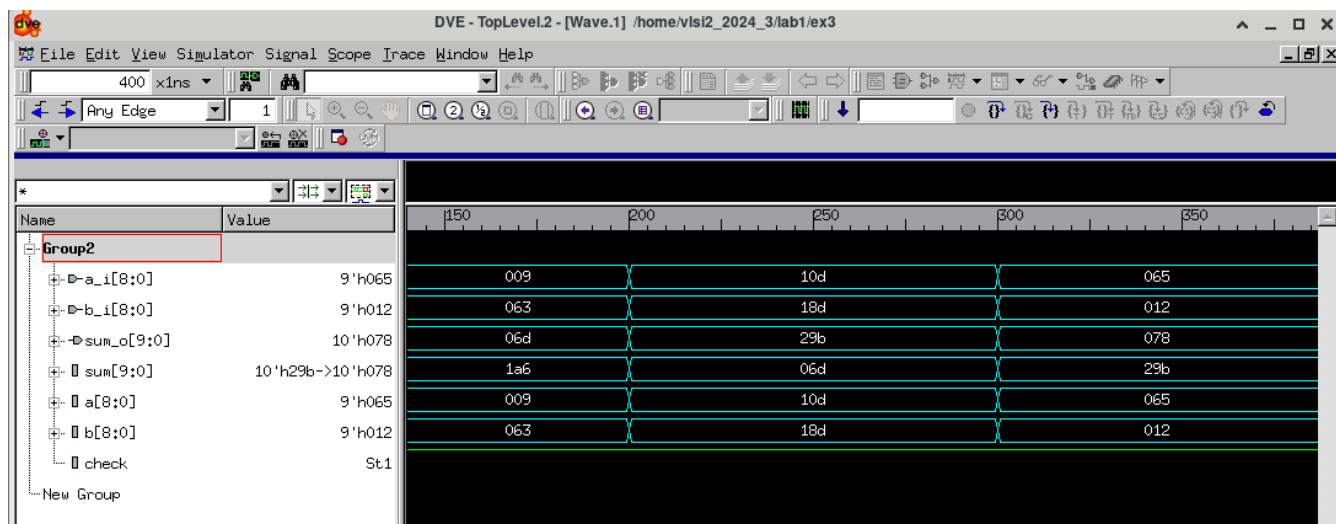 dve
DVE - TopLevel.2 - [Wave.1] /home/vlsi2_2024_3/lab1/ex3
File Edit View Simulator Signal Scope Trace Window Help
400 x1ns
Any Edge 1
*
Name Value 150 200 250 300 350
Group2
a_i[8:0] 9'h065 009 10d 065
b_i[8:0] 9'h012 063 18d 012
sum_o[9:0] 10'h078 06d 29b 078
sum[9:0] 10'h29b->10'h078 1a6 06d 29b
a[8:0] 9'h065 009 10d 065
b[8:0] 9'h012 063 18d 012
check St1
New Group